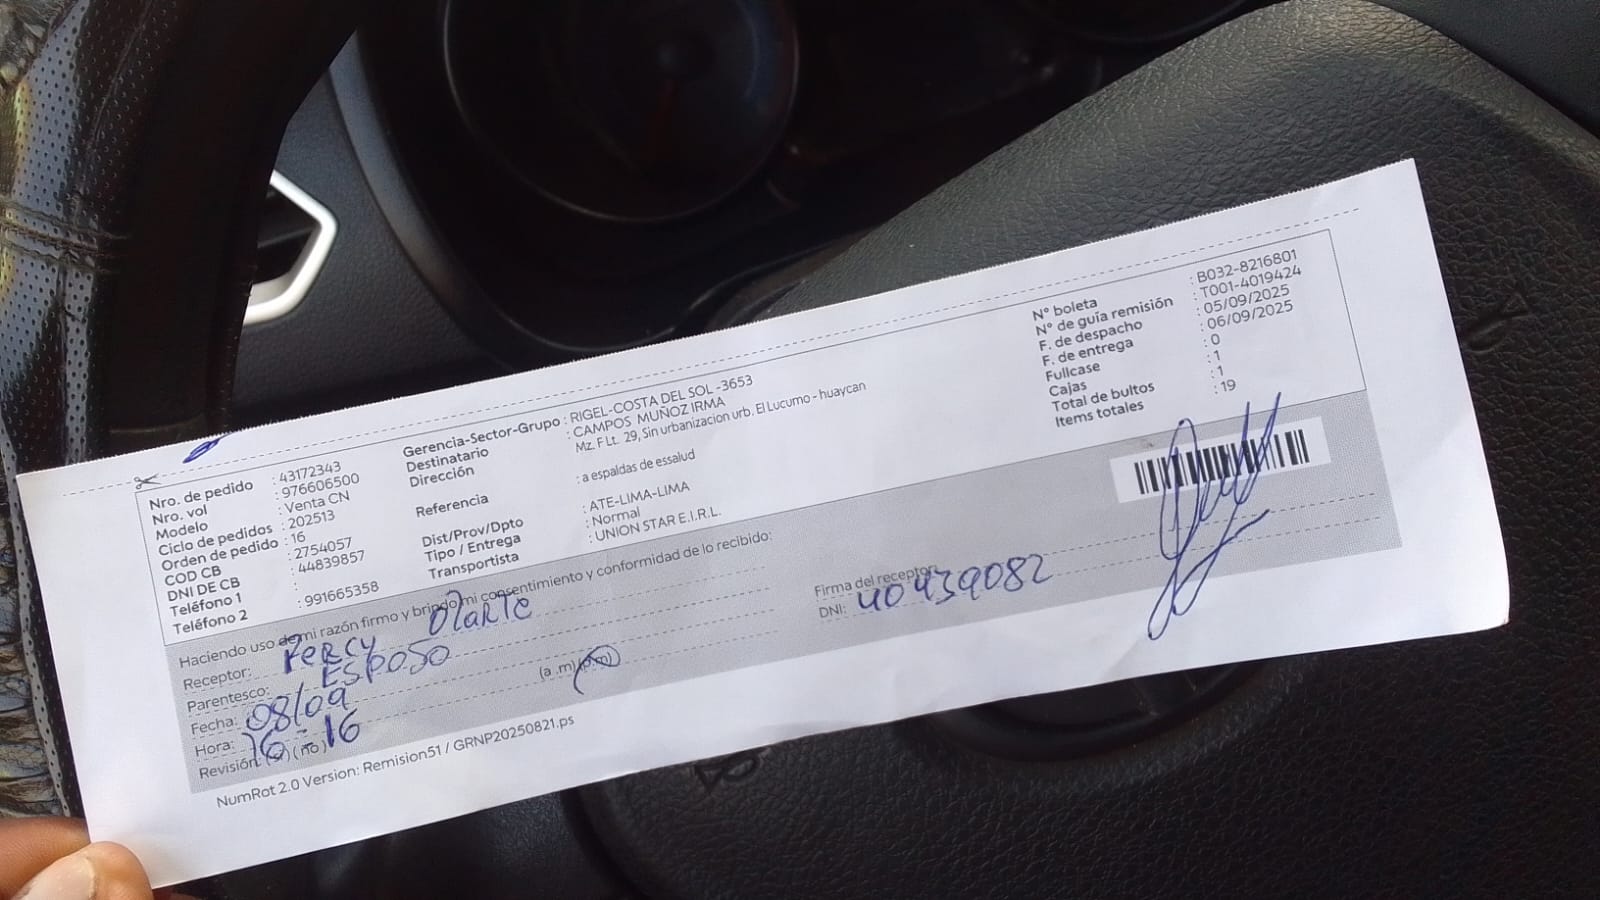 Nro. de pedido : 43172343
Nro. vol : 976606500
Modelo : Venta CN
Ciclo de pedidos : 202513
Orden de pedido : 16
COD CB : 2754057
DNI DE CB : 44839857
Teléfono 1 :
Teléfono 2 : 991665358
Gerencia-Sector-Grupo : RIGEL-COSTA DEL SOL -3653
Destinatario : CAMPOS MUÑOZ IRMA
Dirección : Mz. F Lt. 29, Sin urbanizacion urb. El Lucumo - huaycan
Referencia : a espaldas de essalud
Dist/Prov/Dpto : ATE-LIMA-LIMA
Tipo / Entrega : Normal
Transportista : UNION STAR E.I.R.L.
N° boleta : B032-8216801
N° de guía remisión : T001-4019424
F. de despacho : 05/09/2025
F. de entrega : 06/09/2025
Fullcase : 0
Cajas : 1
Total de bultos : 1
Items totales : 19
Haciendo uso de mi razón firmo y brindo mi consentimiento y conformidad de lo recibido:
Receptor: Percy Olarte
Parentesco: ESPOSO
Fecha: 08/09
Hora: 16:16 (a.m)(p.m)
Revisión: (si) (no)
Firma del receptor
DNI: 40439082
NumRot 2.0 Version: Remision51 / GRNP20250821.ps